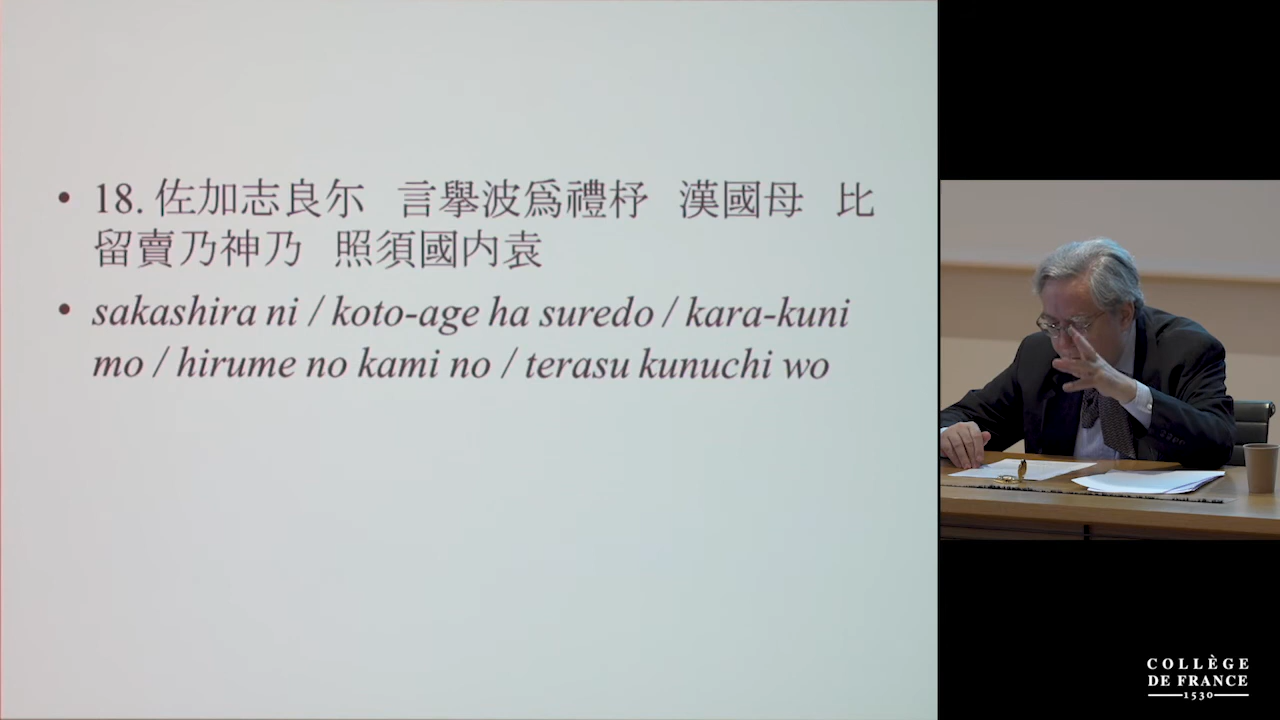 • 18. 佐加志良尓 言擧波爲禮杼 漢國母 比
留賣乃神乃 照須國内袁
• sakashira ni / koto-age ha suredo / kara-kuni
mo / hirume no kami no / terasu kunuchi wo
COLLÈGE
DE FRANCE
1530